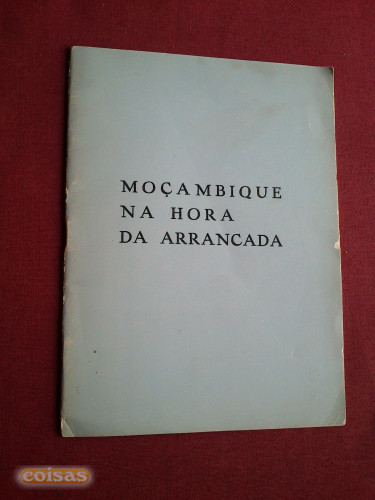 MOÇAMBIQUE
NA HORA
DA ARRANCADA
coisas